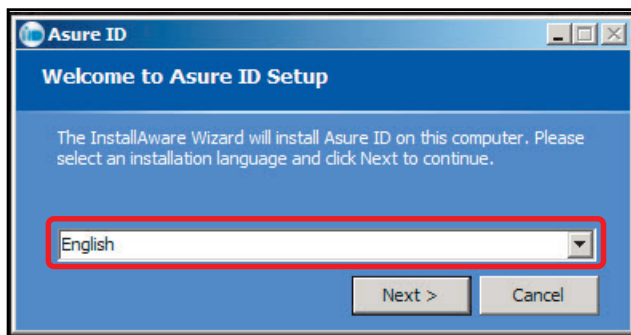 Asure ID
Welcome to Asure ID Setup
The InstallAware Wizard will install Asure ID on this computer. Please
select an installation language and click Next to continue.
English
Next >
Cancel